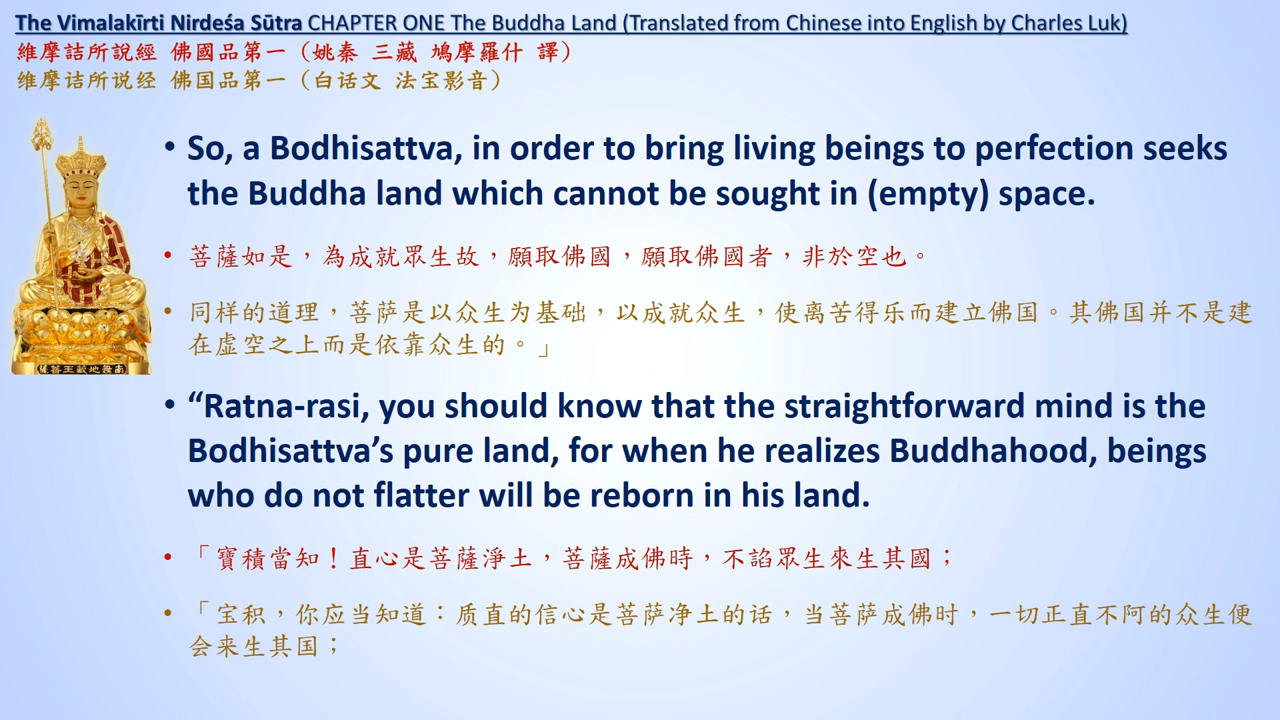 The Vimalakīrti Nirdeśa Sūtra CHAPTER ONE The Buddha Land (Translated from Chinese into English by Charles Luk)
維摩詰所說經 佛國品第一（姚秦 三藏 鳩摩羅什 譯）
维摩诘所说经 佛国品第一（白话文 法宝影音）
• So, a Bodhisattva, in order to bring living beings to perfection seeks
the Buddha land which cannot be sought in (empty) space.
• 菩薩如是，為成就眾生故，願取佛國，願取佛國者，非於空也。
• 同样的道理，菩萨是以众生为基础，以成就众生，使离苦得乐而建立佛国。其佛国并不是建
在虚空之上而是依靠众生的。」
• “Ratna-rasi, you should know that the straightforward mind is the
Bodhisattva’s pure land, for when he realizes Buddhahood, beings
who do not flatter will be reborn in his land.
• 「寶積當知！直心是菩薩淨土，菩薩成佛時，不諂眾生來生其國；
• 「宝积，你应当知道：质直的信心是菩萨净土的话，当菩萨成佛时，一切正直不阿的众生便
会来生其国；
薩菩王藏地無南